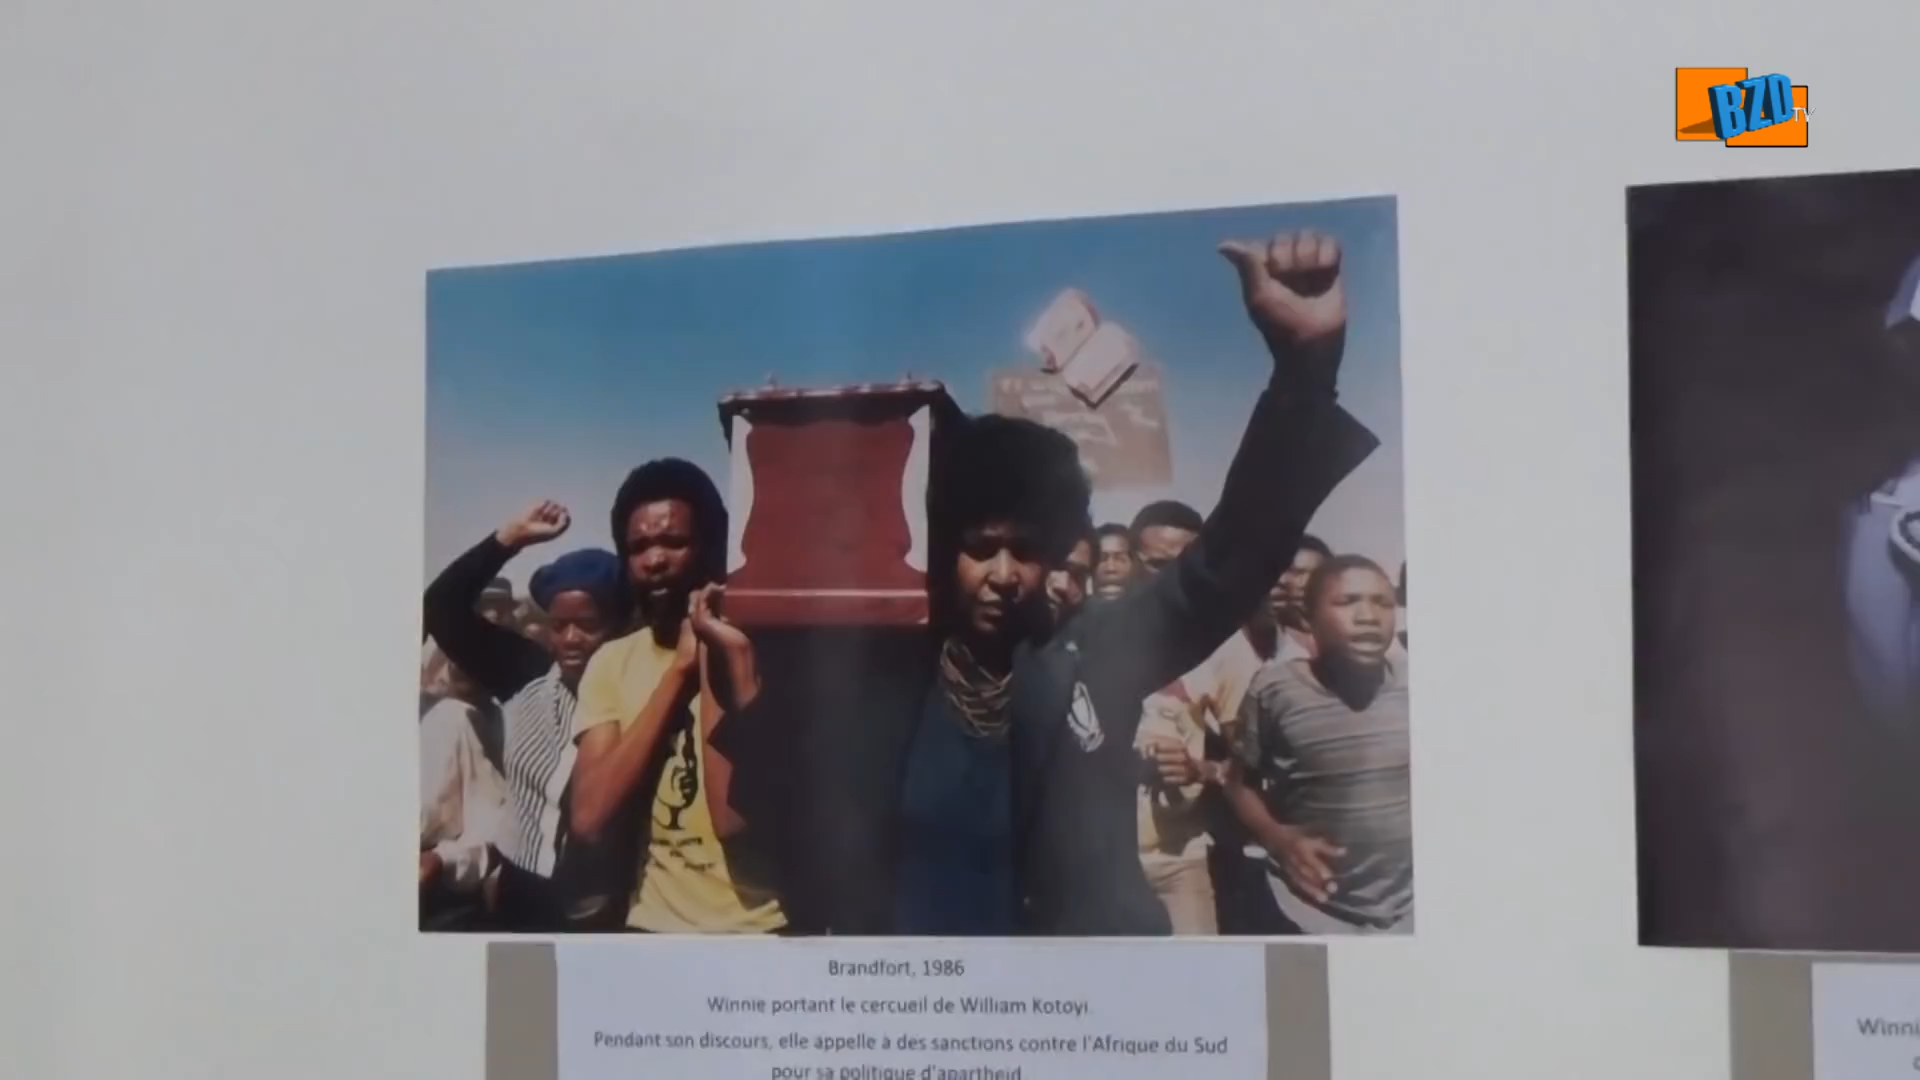 BZD TV
Brandfort, 1986
Winnie portant le cercueil de William Kotoyi.
Pendant son discours, elle appelle à des sanctions contre l'Afrique du Sud
pour sa politique d'apartheid.
Winni